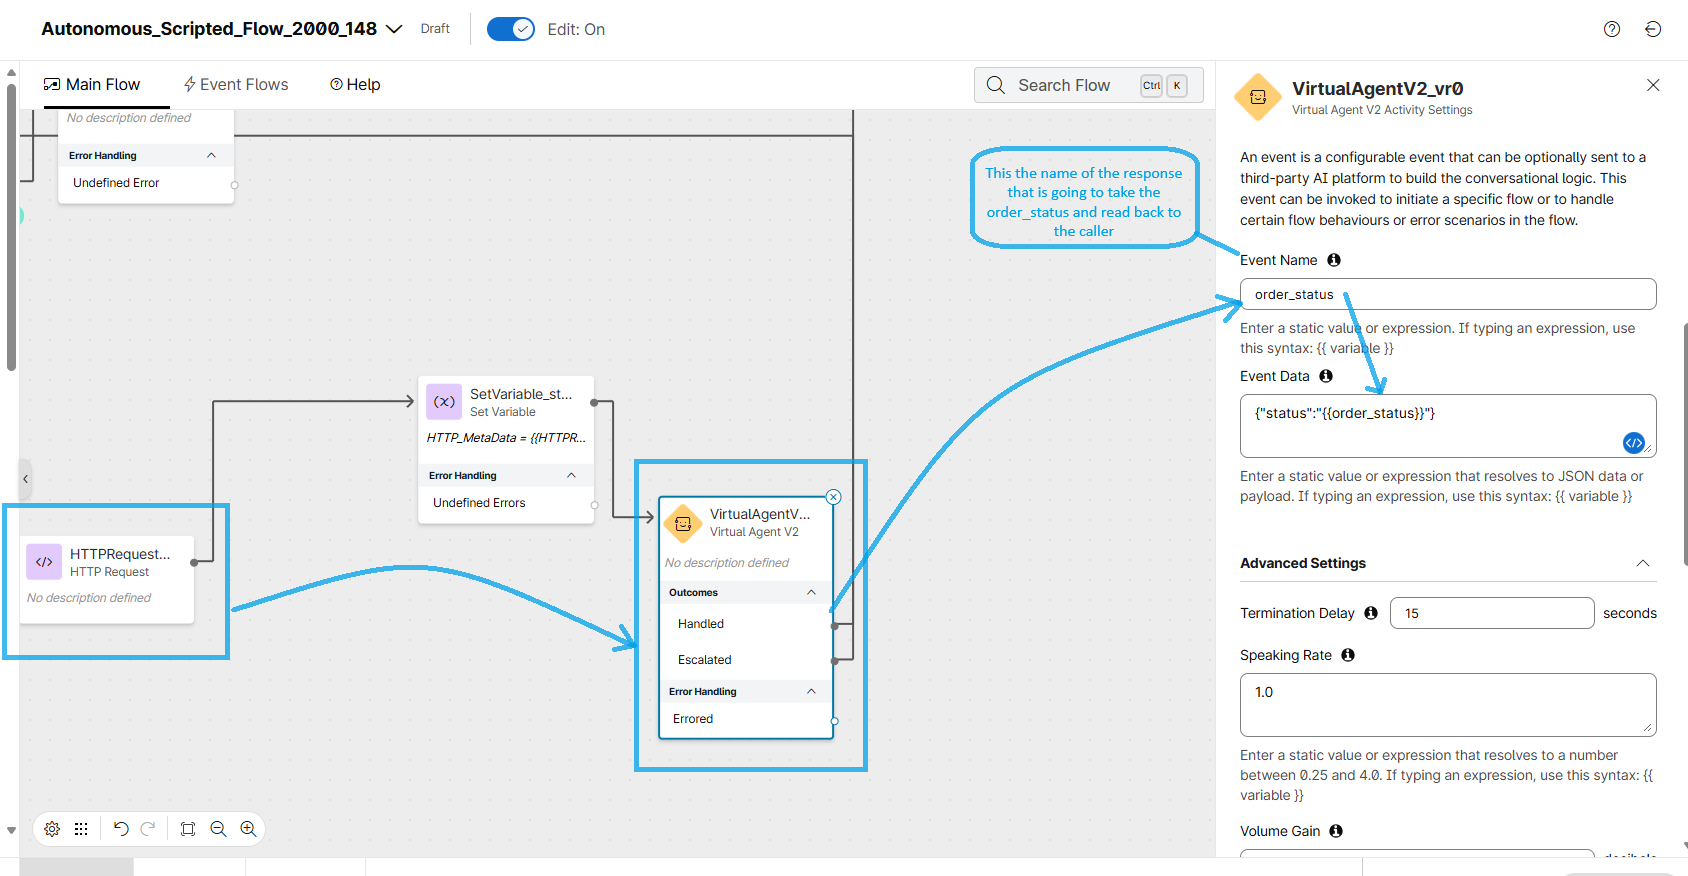 Autonomous_Scripted_Flow_2000_148
Draft
Edit: On
Main Flow
Event Flows
Help
Search Flow
Ctrl
K
No description defined
Error Handling
Undefined Error
This the name of the response
that is going to take the
order_status and read back to
the caller
SetVariable_st...
Set Variable
HTTP_MetaData = {{HTTPR...
Error Handling
Undefined Errors
HTTPRequest...
HTTP Request
No description defined
VirtualAgentV...
Virtual Agent V2
No description defined
Outcomes
Handled
Escalated
Error Handling
Errored
VirtualAgentV2_vr0
Virtual Agent V2 Activity Settings
An event is a configurable event that can be optionally sent to a
third-party AI platform to build the conversational logic. This
event can be invoked to initiate a specific flow or to handle
certain flow behaviours or error scenarios in the flow.
Event Name
order_status
Enter a static value or expression. If typing an expression, use
this syntax: {{ variable }}
Event Data
{"status":"{{order_status}}"}
Enter a static value or expression that resolves to JSON data or
payload. If typing an expression, use this syntax: {{ variable }}
Advanced Settings
Termination Delay
15
seconds
Speaking Rate
1.0
Enter a static value or expression that resolves to a number
between 0.25 and 4.0. If typing an expression, use this syntax: {{
variable }}
Volume Gain